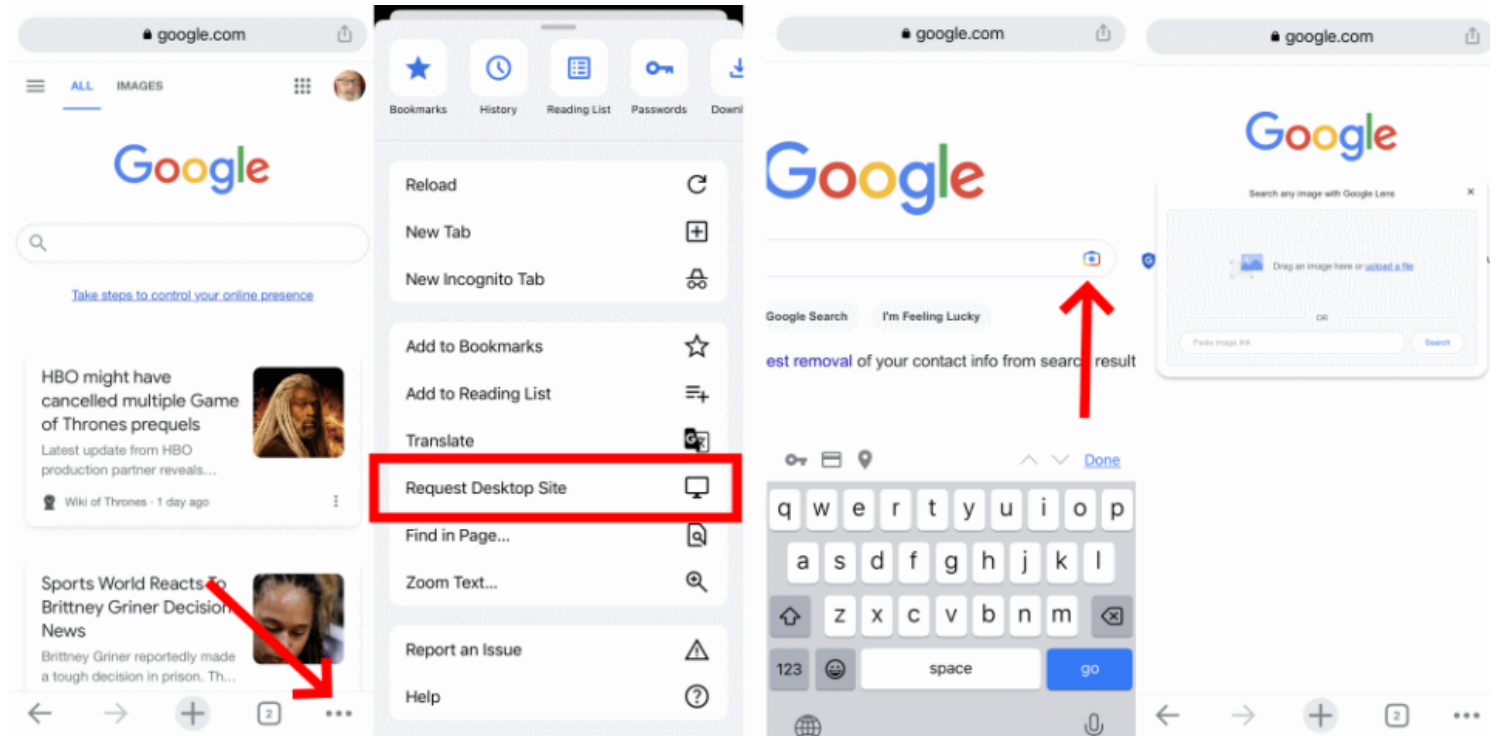 google.com
ALL IMAGES
Google
Take steps to control your online presence
HBO might have
cancelled multiple Game
of Thrones prequels
Latest update from HBO
production partner reveals...
Wiki of Thrones · 1 day ago
Sports World Reacts To
Brittney Griner Decision
News
Brittney Griner reportedly made
a tough decision in prison. Th...
2
Bookmarks History Reading List Passwords Downl
Reload
New Tab
New Incognito Tab
Add to Bookmarks
Add to Reading List
Translate
Request Desktop Site
Find in Page...
Zoom Text...
Report an Issue
Help
google.com
Google
Google Search I'm Feeling Lucky
est removal of your contact info from search result
Done
q w e r t y u i o p
a s d f g h j k l
z x c v b n m
123 space go
google.com
Google
Search any image with Google Lens
Drag an image here or upload a file
OR
Paste image link Search
2